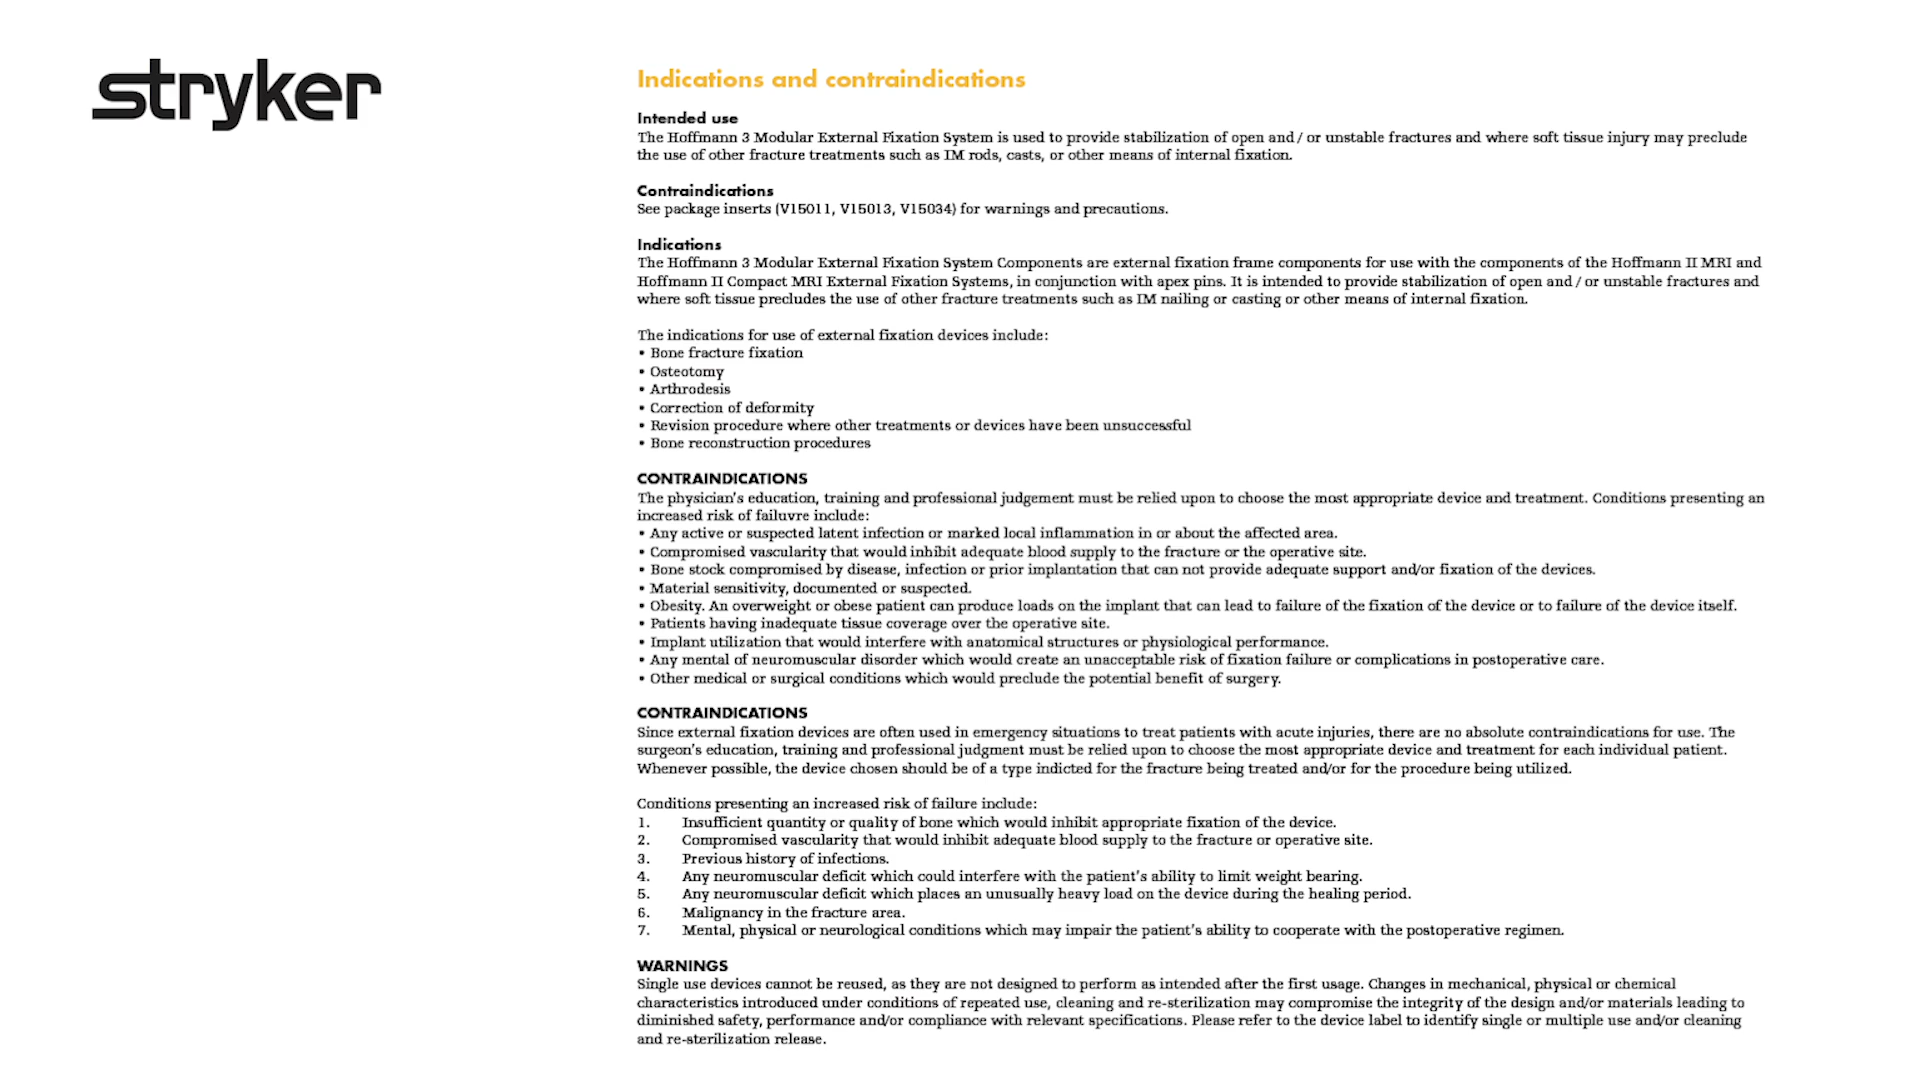 stryker
Indications and contraindications
Intended use
The Hoffmann 3 Modular External Fixation System is used to provide stabilization of open and / or unstable fractures and where soft tissue injury may preclude
the use of other fracture treatments such as IM rods, casts, or other means of internal fixation.
Contraindications
See package inserts (V15011, V15013, V15034) for warnings and precautions.
Indications
The Hoffmann 3 Modular External Fixation System Components are external fixation frame components for use with the components of the Hoffmann II MRI and
Hoffmann II Compact MRI External Fixation Systems, in conjunction with apex pins. It is intended to provide stabilization of open and / or unstable fractures and
where soft tissue precludes the use of other fracture treatments such as IM nailing or casting or other means of internal fixation.
The indications for use of external fixation devices include:
• Bone fracture fixation
• Osteotomy
• Arthrodesis
• Correction of deformity
• Revision procedure where other treatments or devices have been unsuccessful
• Bone reconstruction procedures
CONTRAINDICATIONS
The physician's education, training and professional judgement must be relied upon to choose the most appropriate device and treatment. Conditions presenting an
increased risk of failuvre include:
• Any active or suspected latent infection or marked local inflammation in or about the affected area.
• Compromised vascularity that would inhibit adequate blood supply to the fracture or the operative site.
• Bone stock compromised by disease, infection or prior implantation that can not provide adequate support and/or fixation of the devices.
• Material sensitivity, documented or suspected.
• Obesity. An overweight or obese patient can produce loads on the implant that can lead to failure of the fixation of the device or to failure of the device itself.
• Patients having inadequate tissue coverage over the operative site.
• Implant utilization that would interfere with anatomical structures or physiological performance.
• Any mental of neuromuscular disorder which would create an unacceptable risk of fixation failure or complications in postoperative care.
• Other medical or surgical conditions which would preclude the potential benefit of surgery.
CONTRAINDICATIONS
Since external fixation devices are often used in emergency situations to treat patients with acute injuries, there are no absolute contraindications for use. The
surgeon's education, training and professional judgment must be relied upon to choose the most appropriate device and treatment for each individual patient.
Whenever possible, the device chosen should be of a type indicted for the fracture being treated and/or for the procedure being utilized.
Conditions presenting an increased risk of failure include:
1. Insufficient quantity or quality of bone which would inhibit appropriate fixation of the device.
2. Compromised vascularity that would inhibit adequate blood supply to the fracture or operative site.
3. Previous history of infections.
4. Any neuromuscular deficit which could interfere with the patient's ability to limit weight bearing.
5. Any neuromuscular deficit which places an unusually heavy load on the device during the healing period.
6. Malignancy in the fracture area.
7. Mental, physical or neurological conditions which may impair the patient's ability to cooperate with the postoperative regimen.
WARNINGS
Single use devices cannot be reused, as they are not designed to perform as intended after the first usage. Changes in mechanical, physical or chemical
characteristics introduced under conditions of repeated use, cleaning and re-sterilization may compromise the integrity of the design and/or materials leading to
diminished safety, performance and/or compliance with relevant specifications. Please refer to the device label to identify single or multiple use and/or cleaning
and re-sterilization release.